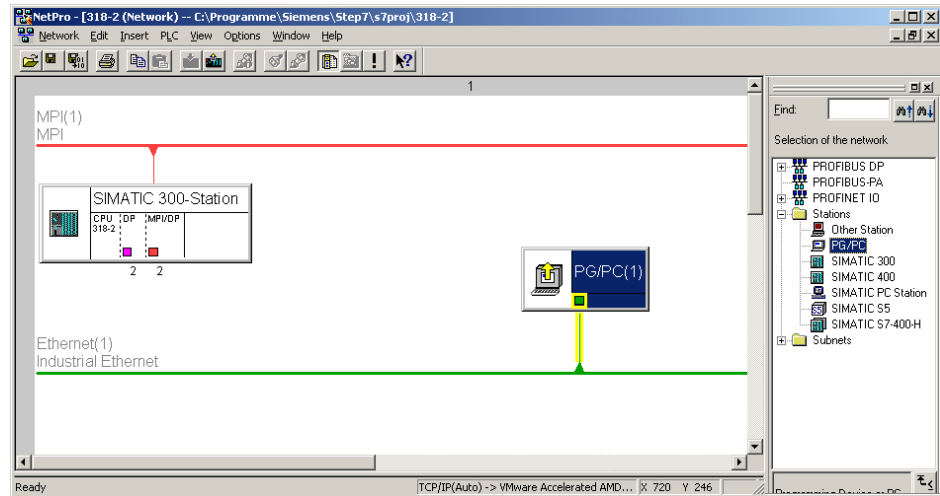 NetPro - [318-2 (Network) -- C:\Programme\Siemens\Step7\s7proj\318-2]
Network Edit Insert PLC View Options Window Help
1
MPI(1)
MPI
SIMATIC 300-Station
CPU DP MPI/DP
318-2
2 2
PG/PC(1)
Ethernet(1)
Industrial Ethernet
Find:
Selection of the network
PROFIBUS DP
PROFIBUS-PA
PROFINET IO
Stations
Other Station
PG/PC
SIMATIC 300
SIMATIC 400
SIMATIC PC Station
SIMATIC S5
SIMATIC S7-400-H
Subnets
Ready
TCP/IP(Auto) -> VMware Accelerated AMD... X 720 Y 246